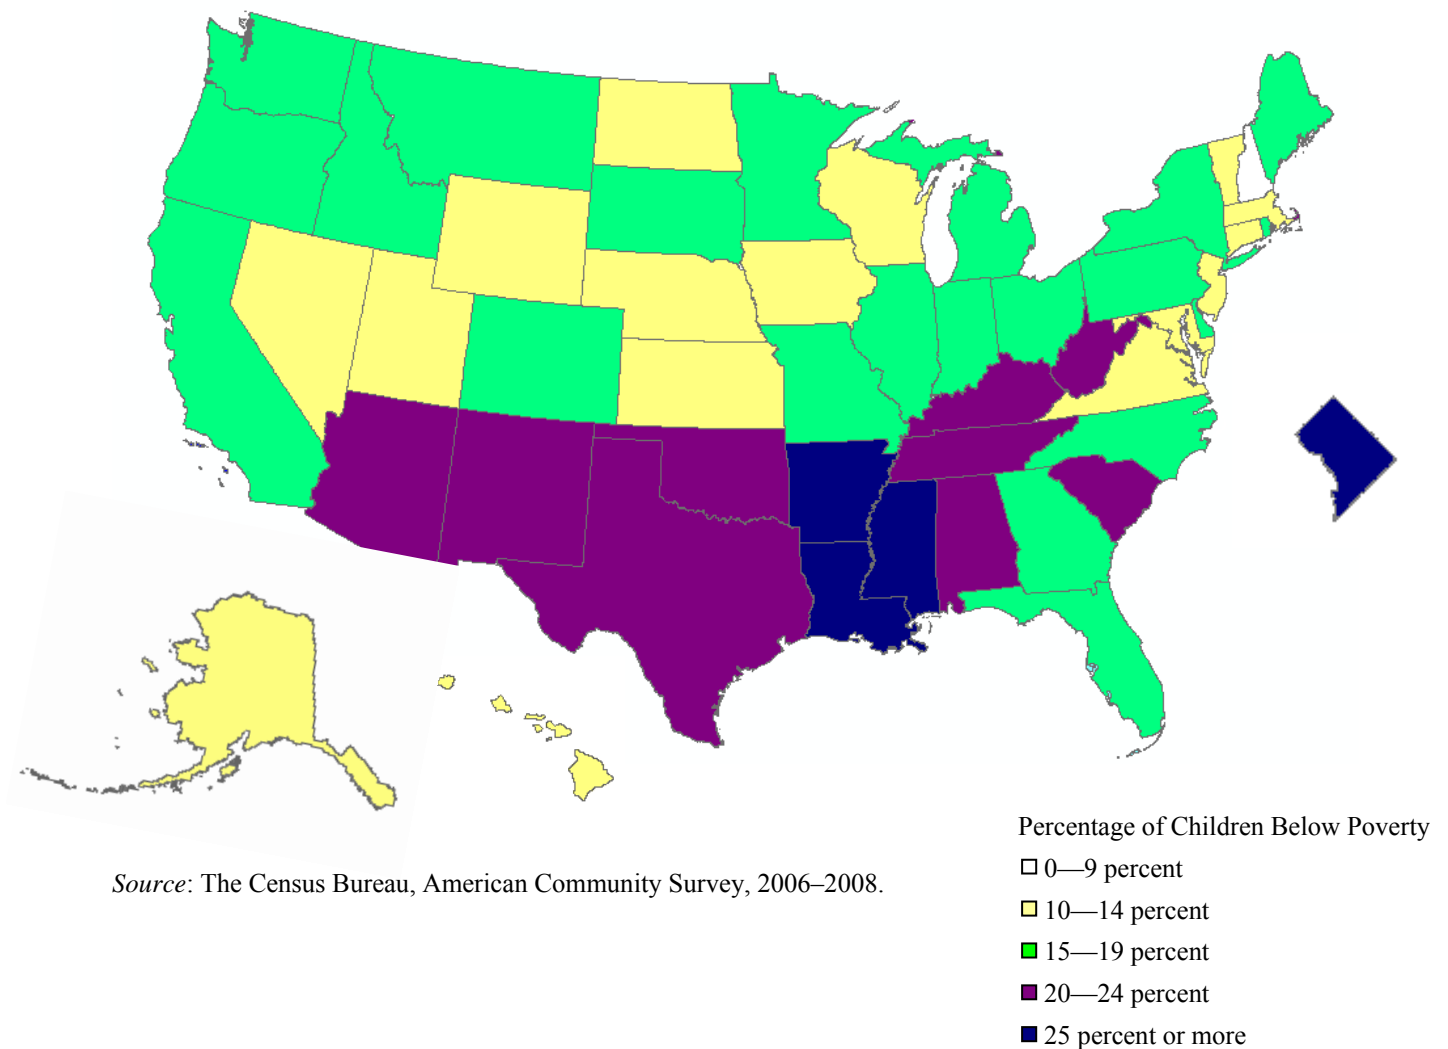 Percentage of Children Below Poverty
0—9 percent
10—14 percent
15—19 percent
20—24 percent
25 percent or more
Source: The Census Bureau, American Community Survey, 2006–2008.